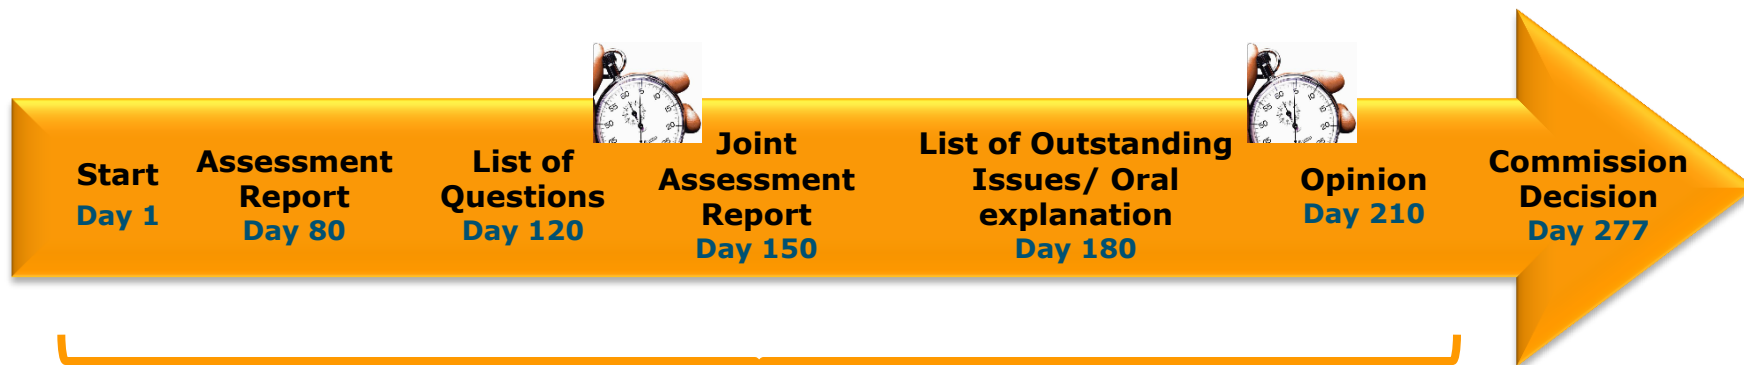 Start
Day 1
Assessment
Report
Day 80
List of
Questions
Day 120
Joint
Assessment
Report
Day 150
List of Outstanding
Issues/ Oral
explanation
Day 180
Opinion
Day 210
Commission
Decision
Day 277